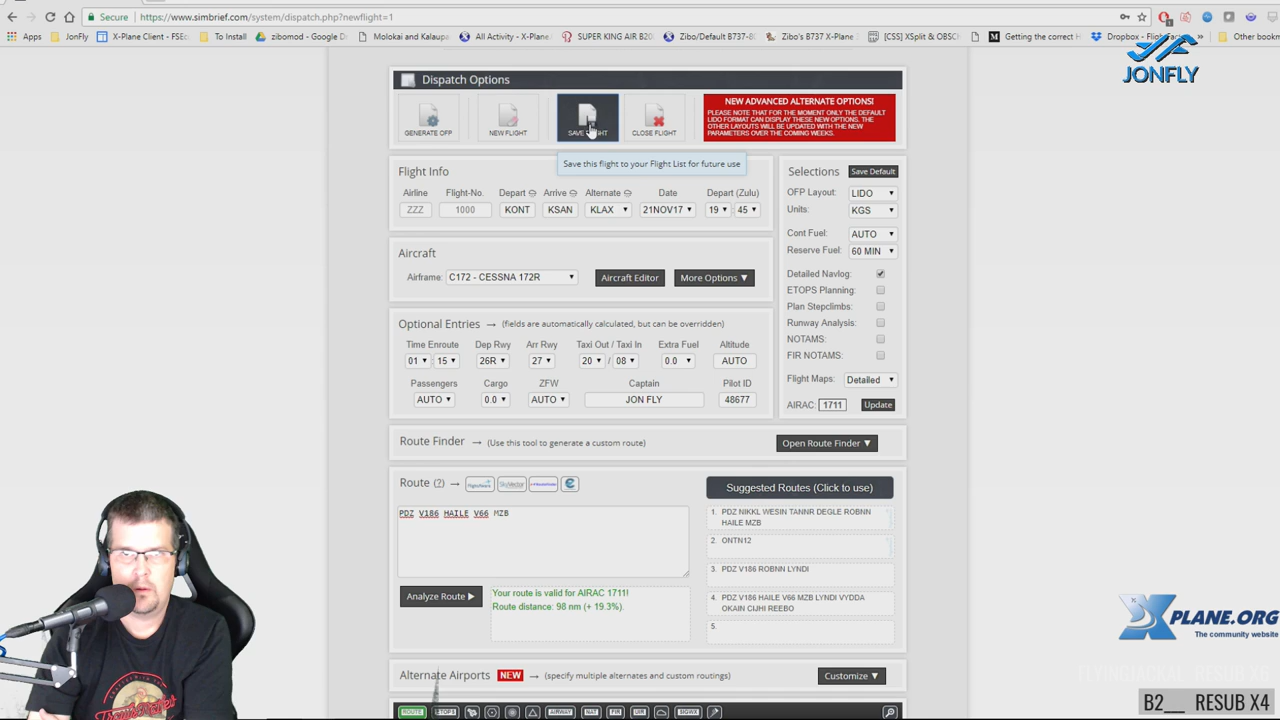 Secure
https://www.simbrief.com/system/dispatch.php?newflight=1
Apps
JonFly
X-Plane Client - FSEc
To Install
zibomod - Google D
Molokai and Kalaupa
All Activity - X-Plane
SUPER KING AIR B20
Zibo/Default B737-8
Zibo's B737 X-Plane
[CSS] XSplit & OBSC
Getting the correct H
Dropbox - Flightbea
Other book
JONFLY
Dispatch Options
GENERATE OFP
NEW FLIGHT
CLOSE FLIGHT
NEW ADVANCED ALTERNATE OPTIONS!
PLEASE NOTE THAT FOR THE MOMENT ONLY THE DEFAULT
LIDO FORMAT CAN DISPLAY THESE NEW OPTIONS. THE
OTHER LAYOUTS WILL BE UPDATED WITH THE NEW
PARAMETERS OVER THE COMING WEEKS.
Save this flight to your Flight List for future use
Flight Info
Airline Flight-No. Depart Arrive Alternate Date Depart (Zulu)
ZZZ 1000 KONT KSAN KLAX 21NOV17 19 45
Selections Save Default
OFP Layout: LIDO
Units: KGS
Cont Fuel: AUTO
Reserve Fuel: 60 MIN
Detailed Navlog:
ETOPS Planning:
Plan Stepclimbs:
Runway Analysis:
NOTAMS:
FIR NOTAMS:
Flight Maps: Detailed
AIRAC: 1711 Update
Aircraft
Airframe: C172 - CESSNA 172R Aircraft Editor More Options ▼
Optional Entries → (fields are automatically calculated, but can be overridden)
Time Enroute Dep Rwy Arr Rwy Taxi Out / Taxi In Extra Fuel Altitude
01 15 26R 27 20 / 08 0.0 AUTO
Passengers Cargo ZFW Captain Pilot ID
AUTO 0.0 AUTO JON FLY 48677
Route Finder → (Use this tool to generate a custom route) Open Route Finder ▼
Route (?) →
PDZ V186 HAILE V66 MZB
Analyze Route
Your route is valid for AIRAC 1711!
Route distance: 98 nm (+ 19.3%).
Suggested Routes (Click to use)
1. PDZ NIKKL WESIN TANNR DEGLE ROBNN
HAILE MZB
2. ONTN12
3. PDZ V186 ROBNN LYNDI
4. PDZ V186 HAILE V66 MZB LYNDI VYDDA
OKAIN CIJHI REEBO
5.
Alternate Airports NEW → (specify multiple alternates and custom routings) Customize ▼
ROUTE
AIRWAY
NAT
FIR
SIGWX
X PLANE.ORG
The community website
FLYINGJACKAL RESUB X5
B2___ RESUB X4